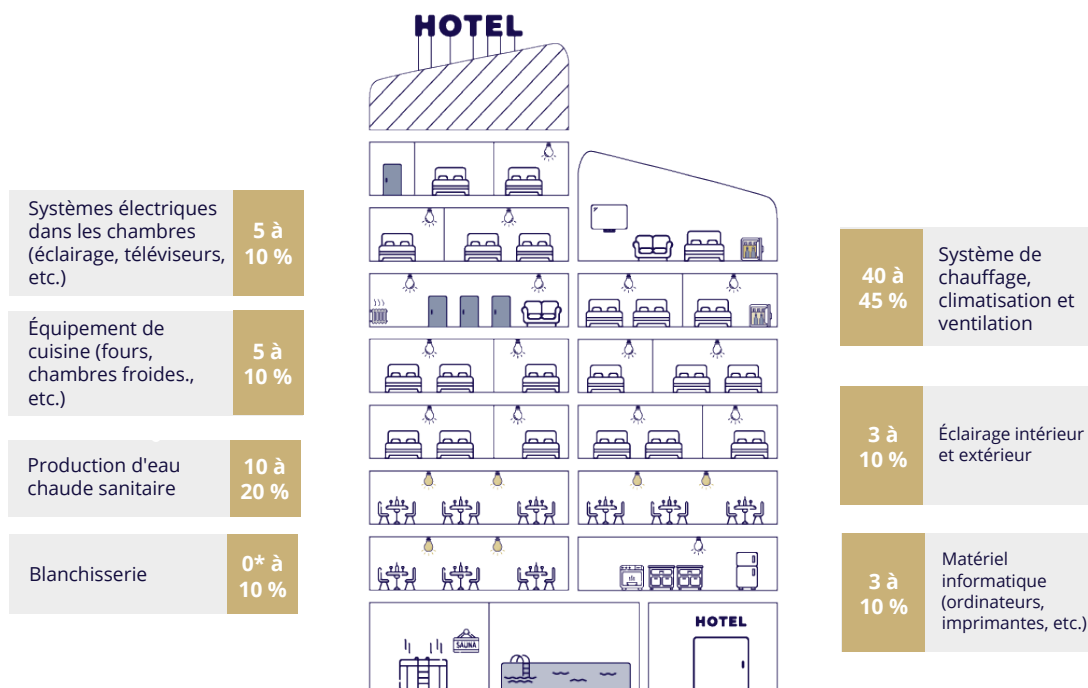 HOTEL
Systèmes électriques
dans les chambres
(éclairage, téléviseurs,
etc.)
5 à
10 %
Équipement de
cuisine (fours,
chambres froides.,
etc.)
5 à
10 %
Production d'eau
chaude sanitaire
10 à
20 %
Blanchisserie
0* à
10 %
40 à
45 %
Système de
chauffage,
climatisation et
ventilation
3 à
10 %
Éclairage intérieur
et extérieur
3 à
10 %
Matériel
informatique
(ordinateurs,
imprimantes, etc.)
SAUNA
HOTEL